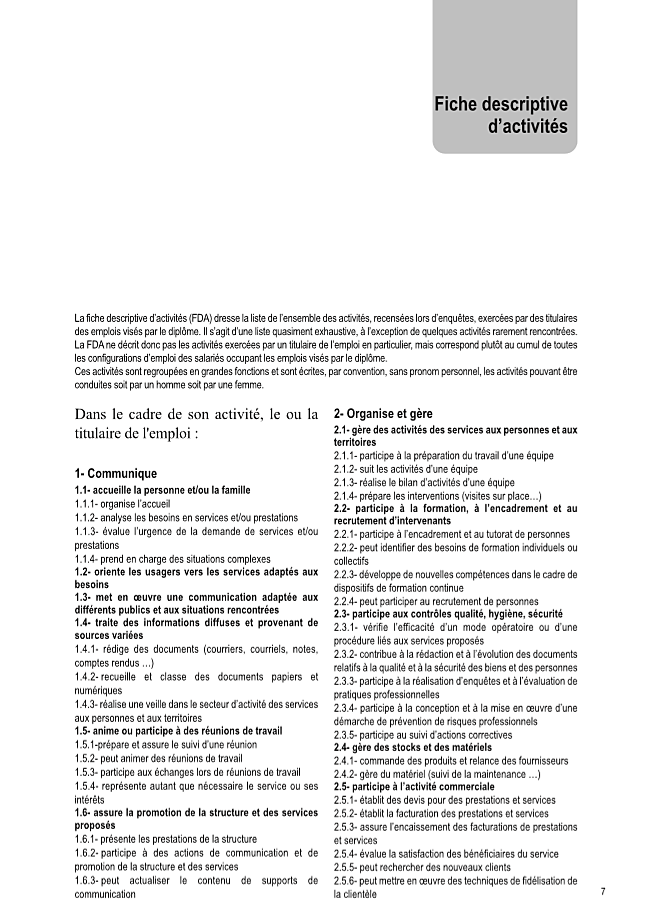 Fiche descriptive
d'activités
La fiche descriptive d'activités (FDA) dresse la liste de l'ensemble des activités, recensées lors d'enquêtes, exercées par des titulaires
des emplois visés par le diplôme. Il s'agit d'une liste quasiment exhaustive, à l'exception de quelques activités rarement rencontrées.
La FDA ne décrit donc pas les activités exercées par un titulaire de l'emploi en particulier, mais correspond plutôt au cumul de toutes
les configurations d'emploi des salariés occupant les emplois visés par le diplôme.
Ces activités sont regroupées en grandes fonctions et sont écrites, par convention, sans pronom personnel, les activités pouvant être
conduites soit par un homme soit par une femme.
Dans le cadre de son activité, le ou la
titulaire de l'emploi :
1- Communique
1.1- accueille la personne et/ou la famille
1.1.1- organise l'accueil
1.1.2- analyse les besoins en services et/ou prestations
1.1.3- évalue l'urgence de la demande de services et/ou
prestations
1.1.4- prend en charge des situations complexes
1.2- oriente les usagers vers les services adaptés aux
besoins
1.3- met en œuvre une communication adaptée aux
différents publics et aux situations rencontrées
1.4- traite des informations diffuses et provenant de
sources variées
1.4.1- rédige des documents (courriers, courriels, notes,
comptes rendus …)
1.4.2- recueille et classe des documents papiers et
numériques
1.4.3- réalise une veille dans le secteur d'activité des services
aux personnes et aux territoires
1.5- anime ou participe à des réunions de travail
1.5.1-prépare et assure le suivi d'une réunion
1.5.2- peut animer des réunions de travail
1.5.3- participe aux échanges lors de réunions de travail
1.5.4- représente autant que nécessaire le service ou ses
intérêts
1.6- assure la promotion de la structure et des services
proposés
1.6.1- présente les prestations de la structure
1.6.2- participe à des actions de communication et de
promotion de la structure et des services
1.6.3- peut actualiser le contenu de supports de
communication
2- Organise et gère
2.1- gère des activités des services aux personnes et aux
territoires
2.1.1- participe à la préparation du travail d'une équipe
2.1.2- suit les activités d'une équipe
2.1.3- réalise le bilan d'activités d'une équipe
2.1.4- prépare les interventions (visites sur place…)
2.2- participe à la formation, à l'encadrement et au
recrutement d'intervenants
2.2.1- participe à l'encadrement et au tutorat de personnes
2.2.2- peut identifier des besoins de formation individuels ou
collectifs
2.2.3- développe de nouvelles compétences dans le cadre de
dispositifs de formation continue
2.2.4- peut participer au recrutement de personnes
2.3- participe aux contrôles qualité, hygiène, sécurité
2.3.1- vérifie l'efficacité d'un mode opératoire ou d'une
procédure liés aux services proposés
2.3.2- contribue à la rédaction et à l'évolution des documents
relatifs à la qualité et à la sécurité des biens et des personnes
2.3.3- participe à la réalisation d'enquêtes et à l'évaluation de
pratiques professionnelles
2.3.4- participe à la conception et à la mise en œuvre d'une
démarche de prévention de risques professionnels
2.3.5- participe au suivi d'actions correctives
2.4- gère des stocks et des matériels
2.4.1- commande des produits et relance des fournisseurs
2.4.2- gère du matériel (suivi de la maintenance …)
2.5- participe à l'activité commerciale
2.5.1- établit des devis pour des prestations et services
2.5.2- établit la facturation des prestations et services
2.5.3- assure l'encaissement des facturations de prestations
et services
2.5.4- évalue la satisfaction des bénéficiaires du service
2.5.5- peut rechercher des nouveaux clients
2.5.6- peut mettre en œuvre des techniques de fidélisation de
la clientèle
7